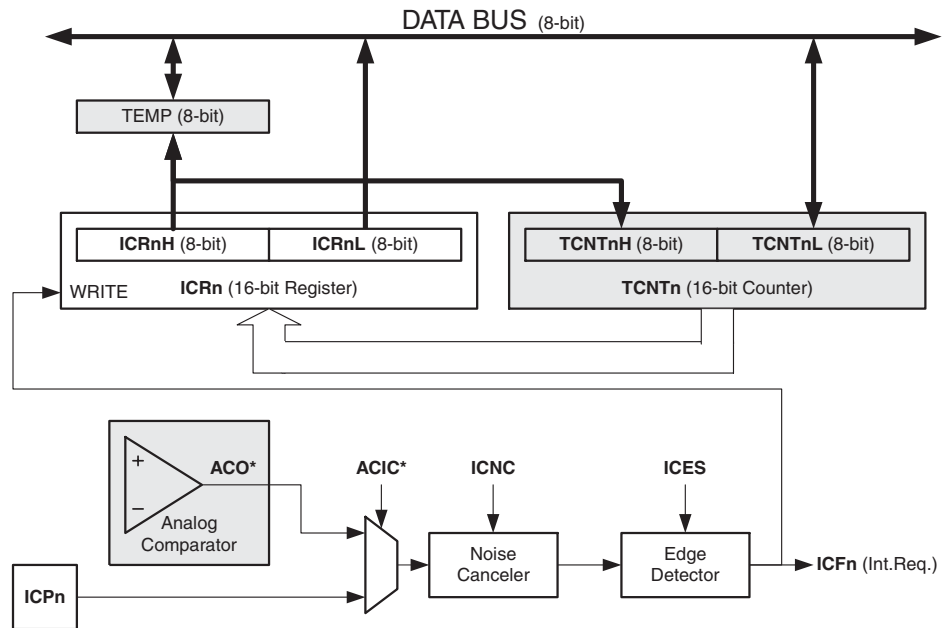 DATA BUS (8-bit)
TEMP (8-bit)
ICRnH (8-bit)
ICRnL (8-bit)
TCNTnH (8-bit)
TCNTnL (8-bit)
WRITE
ICRn (16-bit Register)
TCNTn (16-bit Counter)
+
−
ACO*
Analog
Comparator
ACIC*
ICNC
ICES
Noise
Canceler
Edge
Detector
ICFn (Int.Req.)
ICPn